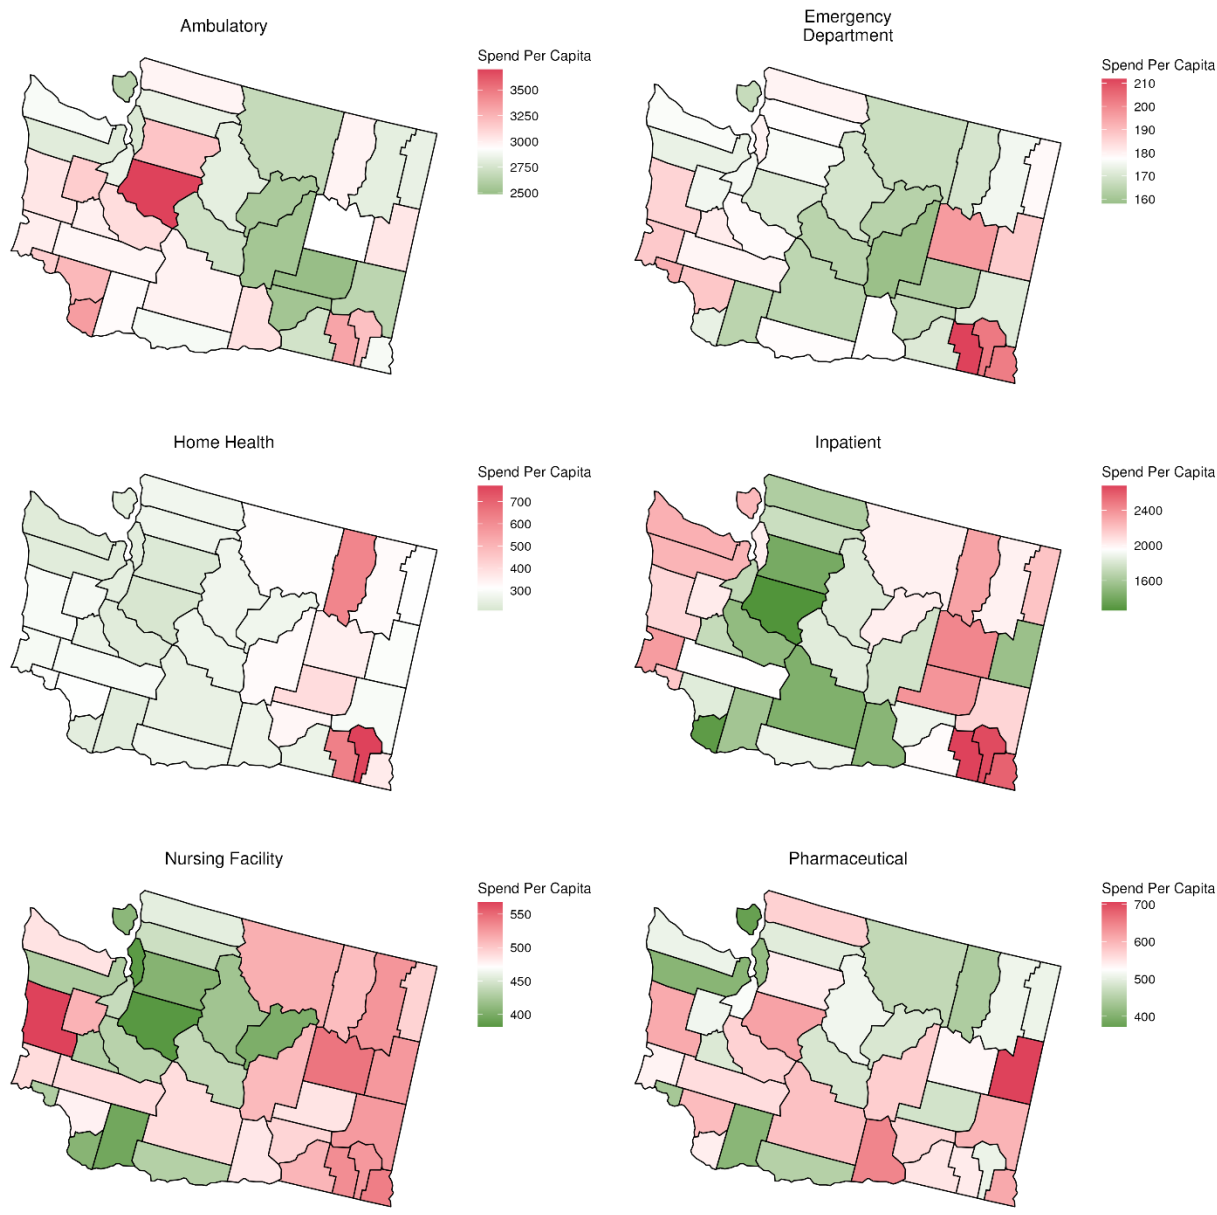 Ambulatory
Spend Per Capita
3500
3250
3000
2750
2500
Emergency
Department
Spend Per Capita
210
200
190
180
170
160
Home Health
Spend Per Capita
700
600
500
400
300
Inpatient
Spend Per Capita
2400
2000
1600
Nursing Facility
Spend Per Capita
550
500
450
400
Pharmaceutical
Spend Per Capita
700
600
500
400